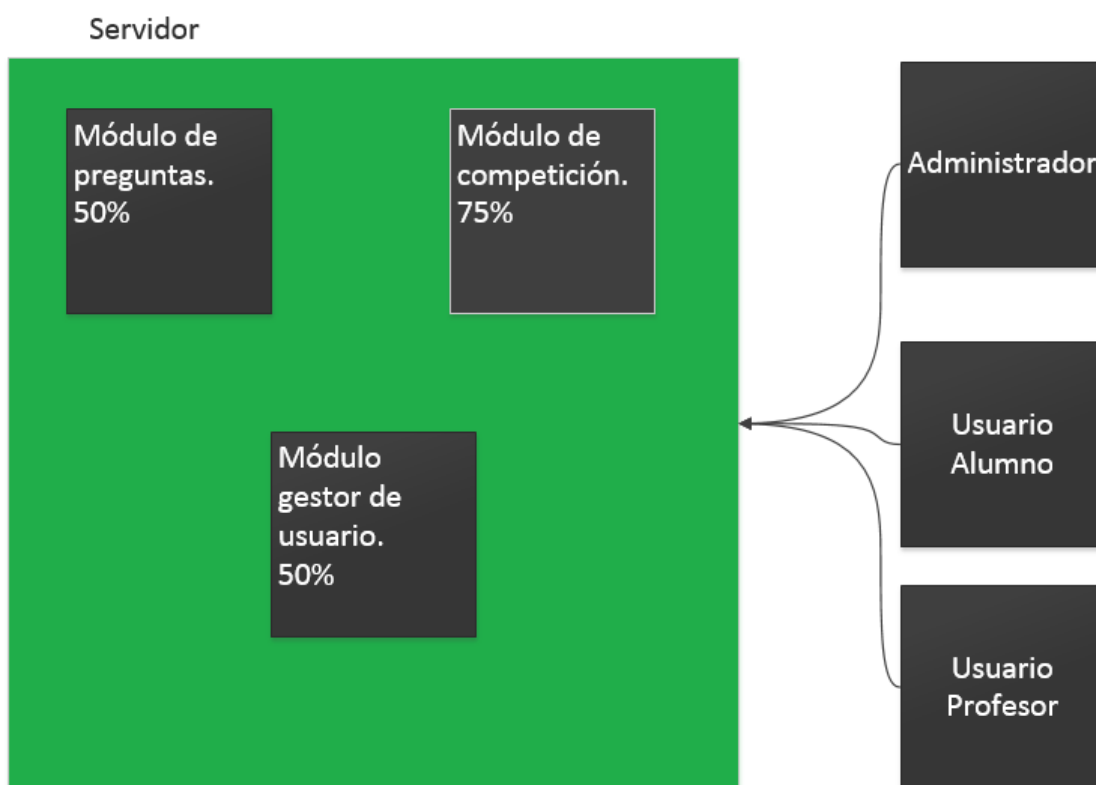 Servidor
Módulo de
preguntas.
50%
Módulo de
competición.
75%
Módulo
gestor de
usuario.
50%
Administrador
Usuario
Alumno
Usuario
Profesor